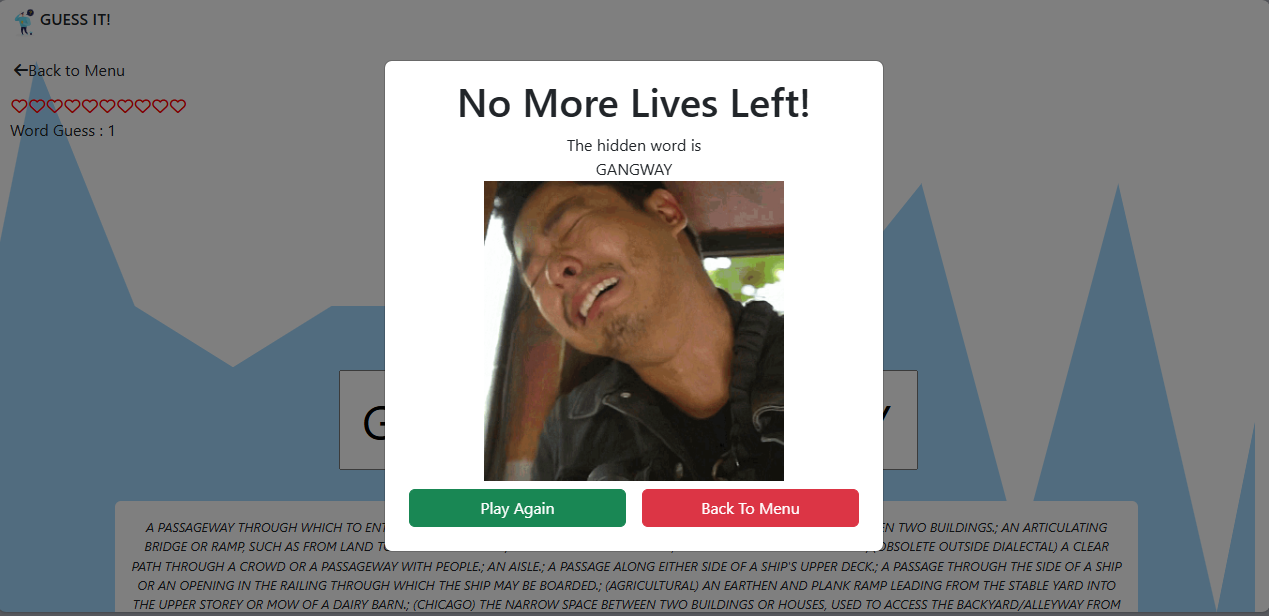 GUESS IT!
Back to Menu
Word Guess : 1
No More Lives Left!
The hidden word is
GANGWAY
G Y
Play Again
Back To Menu
A PASSAGEWAY THROUGH WHICH TO TWO BUILDINGS.; AN ARTICULATING
BRIDGE OR RAMP, SUCH AS FROM LAND (OBSOLETE OUTSIDE DIALECTAL) A CLEAR
PATH THROUGH A CROWD OR A PASSAGEWAY WITH PEOPLE.; AN AISLE.; A PASSAGE ALONG EITHER SIDE OF A SHIP'S UPPER DECK.; A PASSAGE THROUGH THE SIDE OF A SHIP
OR AN OPENING IN THE RAILING THROUGH WHICH THE SHIP MAY BE BOARDED.; (AGRICULTURAL) AN EARTHEN AND PLANK RAMP LEADING FROM THE STABLE YARD INTO
THE UPPER STOREY OR MOW OF A DAIRY BARN.; (CHICAGO) THE NARROW SPACE BETWEEN TWO BUILDINGS OR HOUSES, USED TO ACCESS THE BACKYARD/ALLEYWAY FROM